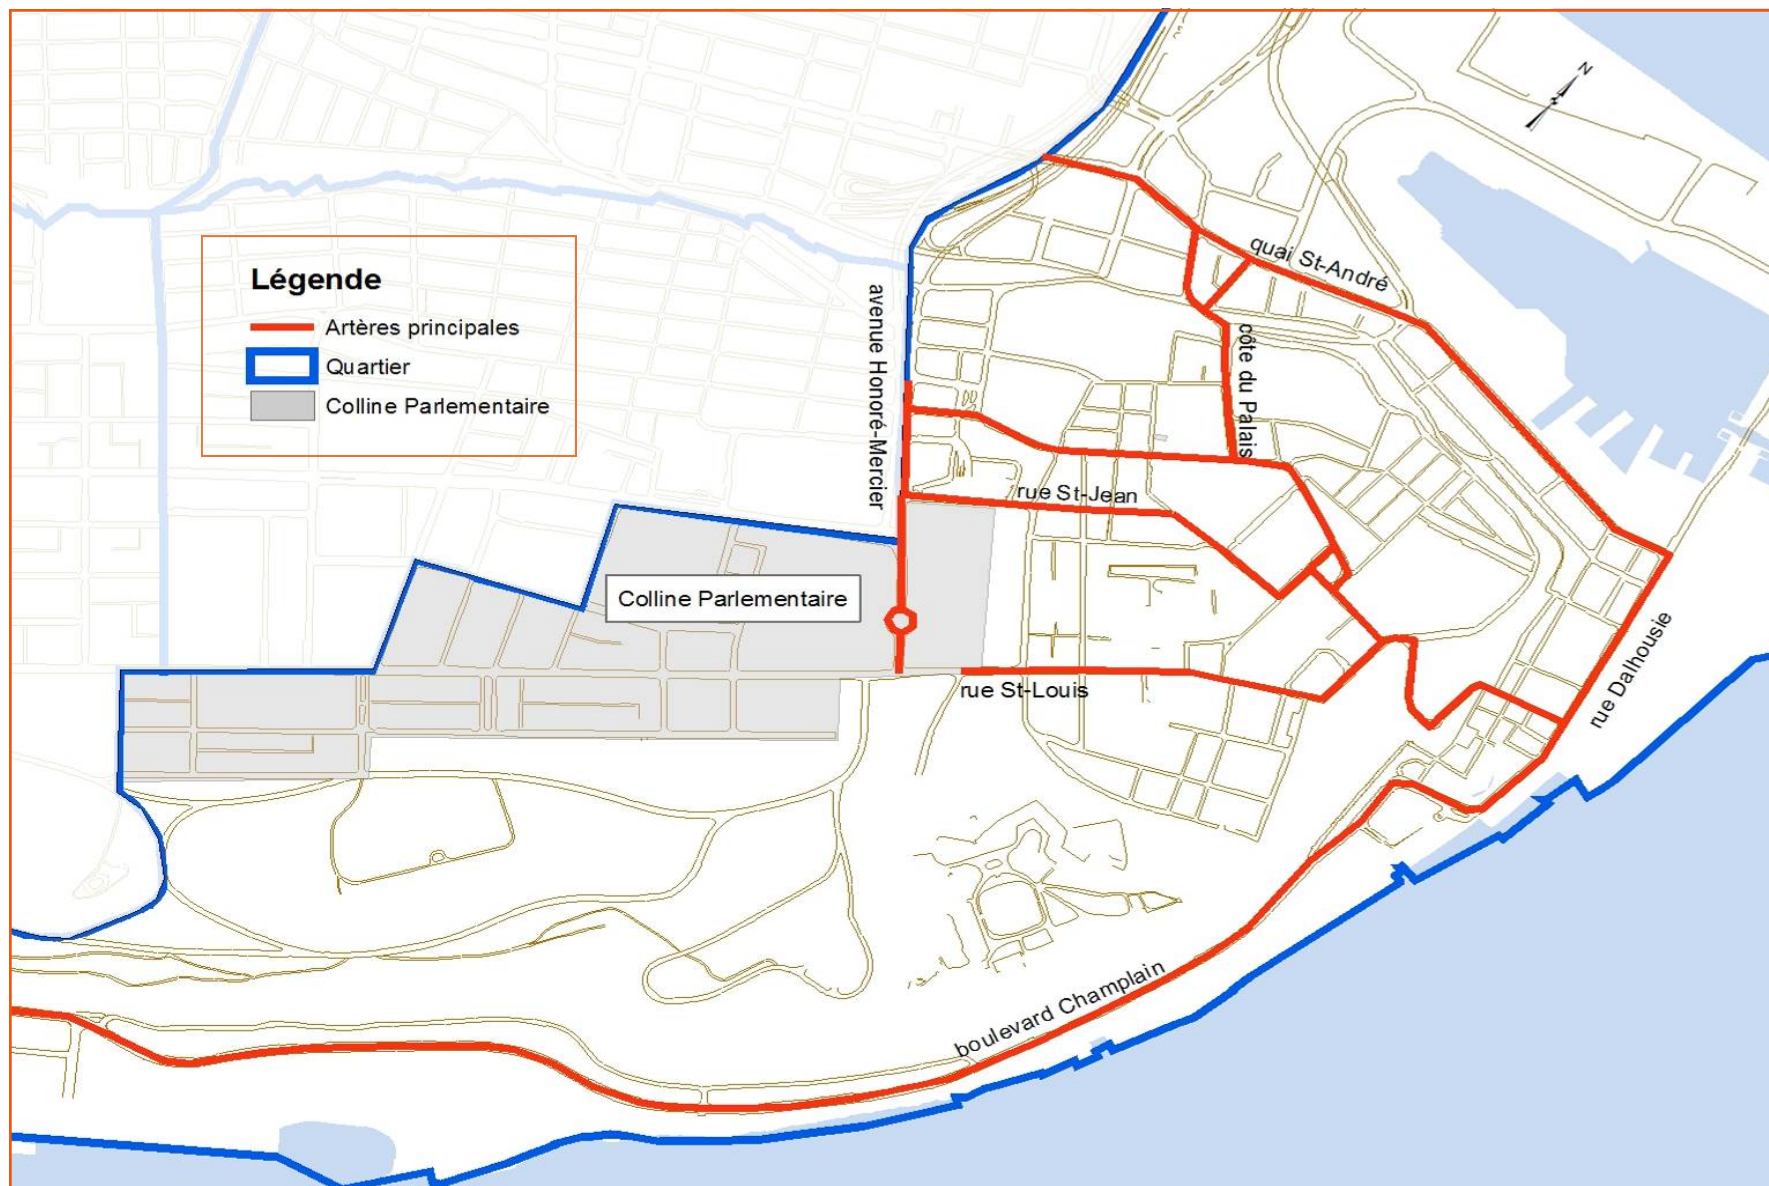 N
quai St-André
Légende
Artères principales
Quartier
Colline Parlementaire
avenue Honoré-Mercier
côte du Palais
rue St-Jean
Colline Parlementaire
rue St-Louis
rue Dalhousie
boulevard Champlain